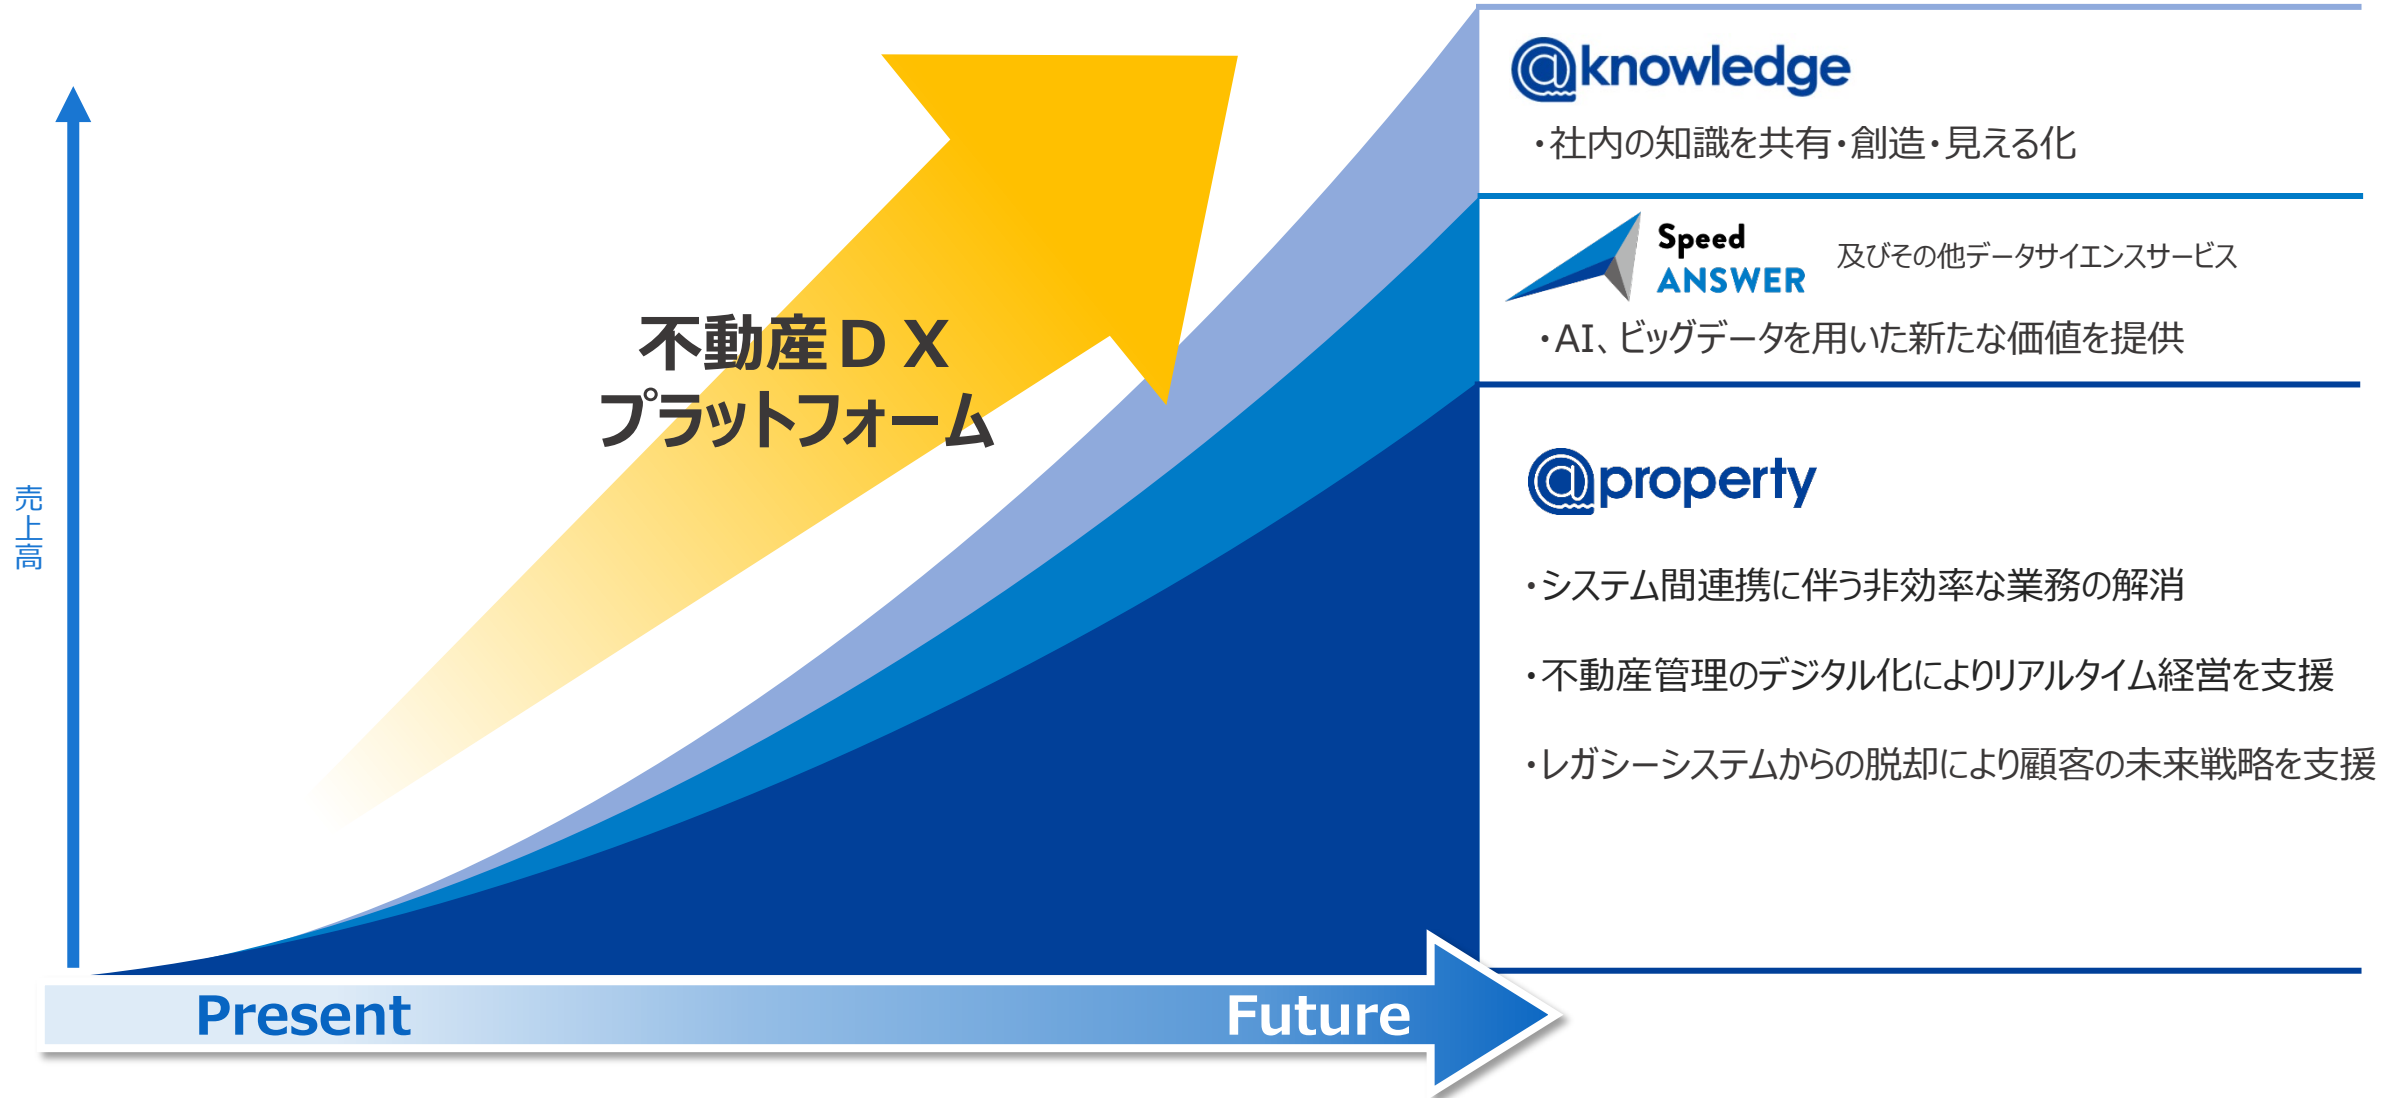 @knowledge
・社内の知識を共有・創造・見える化
Speed
ANSWER
及びその他データサイエンスサービス
・AI、ビッグデータを用いた新たな価値を提供
不動産ＤＸ
プラットフォーム
@property
売上高
・システム間連携に伴う非効率な業務の解消
・不動産管理のデジタル化によりリアルタイム経営を支援
・レガシーシステムからの脱却により顧客の未来戦略を支援
Present
Future